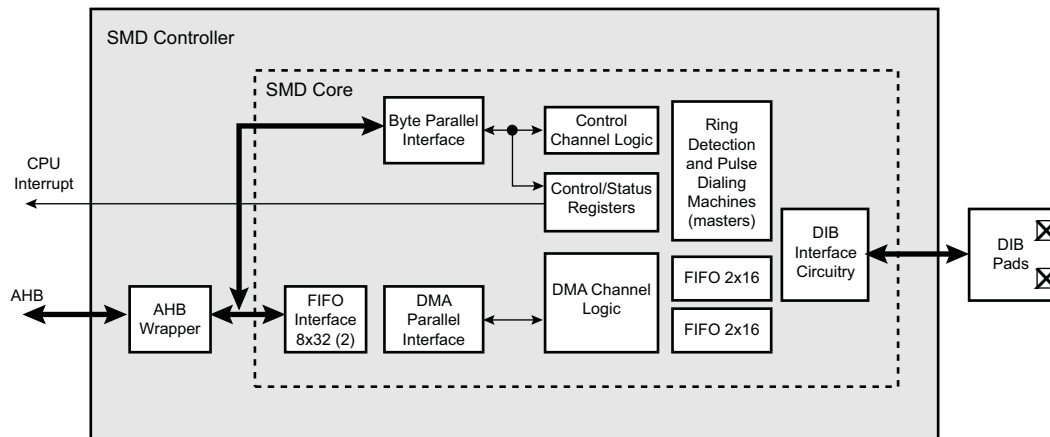 SMD Controller
SMD Core
Byte Parallel
Interface
Control
Channel Logic
Ring
Detection
and Pulse
Dialing
Machines
(masters)
CPU
Interrupt
Control/Status
Registers
DIB
Interface
Circuitry
DIB
Pads
AHB
AHB
Wrapper
FIFO
Interface
8x32 (2)
DMA
Parallel
Interface
DMA Channel
Logic
FIFO 2x16
FIFO 2x16